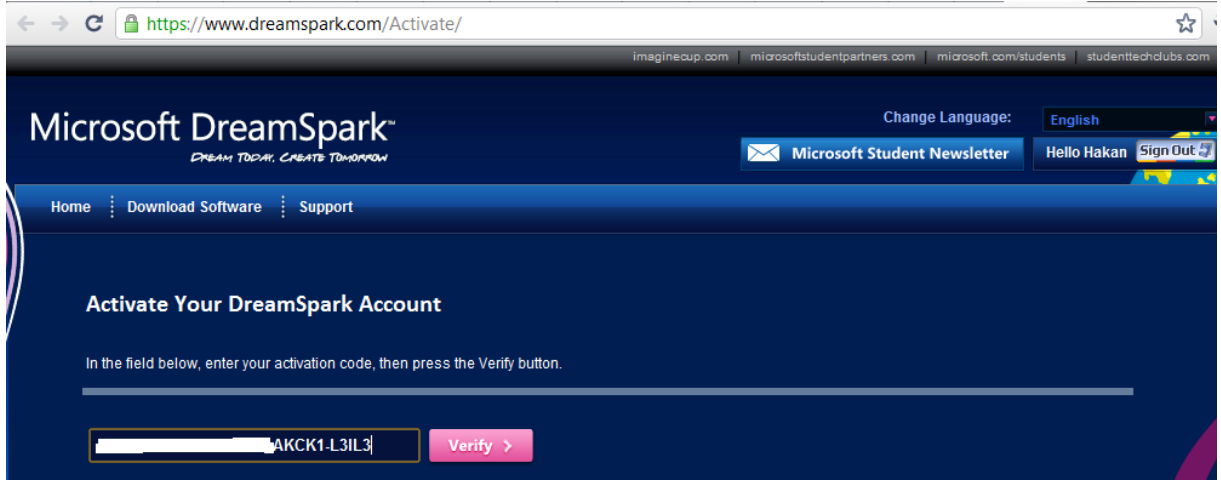 https://www.dreamspark.com/Activate/
imaginecup.com microsoftstudentpartners.com microsoft.com/students studenttechclubs.com
Microsoft DreamSpark™
DREAM TODAY. CREATE TOMORROW
Change Language: English
Microsoft Student Newsletter Hello Hakan Sign Out
Home Download Software Support
Activate Your DreamSpark Account
In the field below, enter your activation code, then press the Verify button.
AKCK1-L3IL3 Verify >